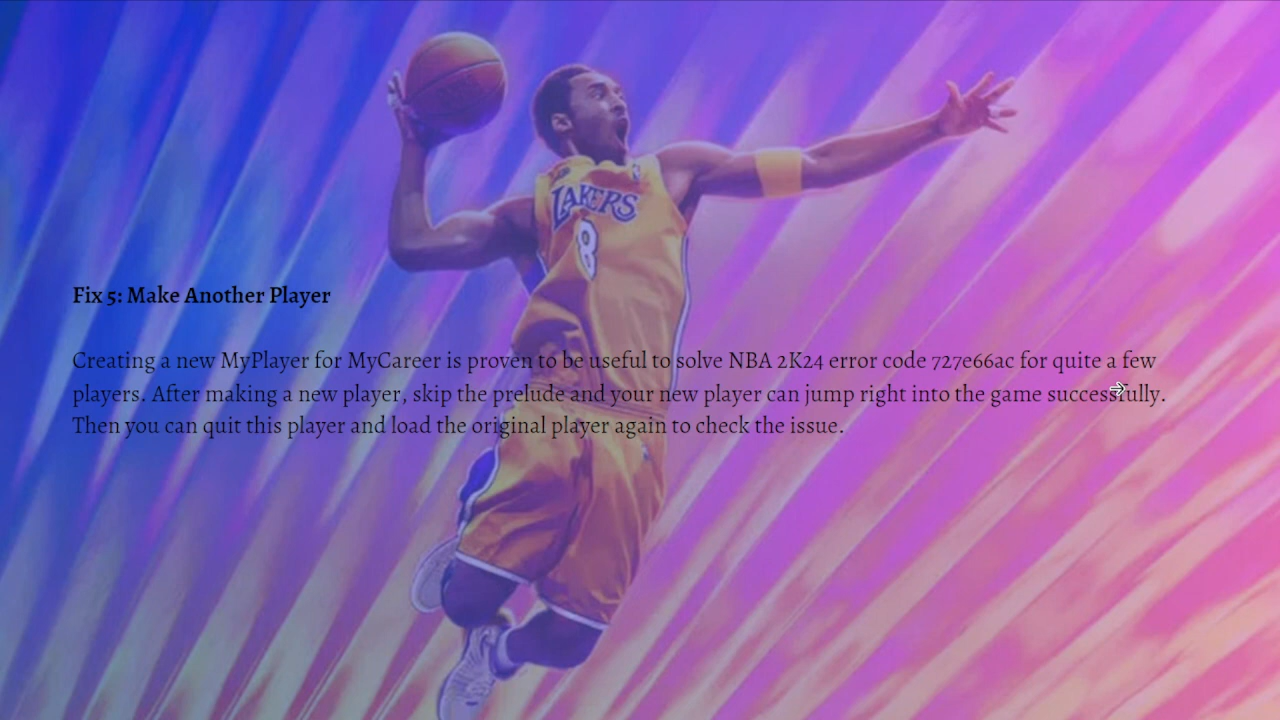 LAKERS
8
Fix 5: Make Another Player
Creating a new MyPlayer for MyCareer is proven to be useful to solve NBA 2K24 error code 727e66ac for quite a few
players. After making a new player, skip the prelude and your new player can jump right into the game successfully.
Then you can quit this player and load the original player again to check the issue.